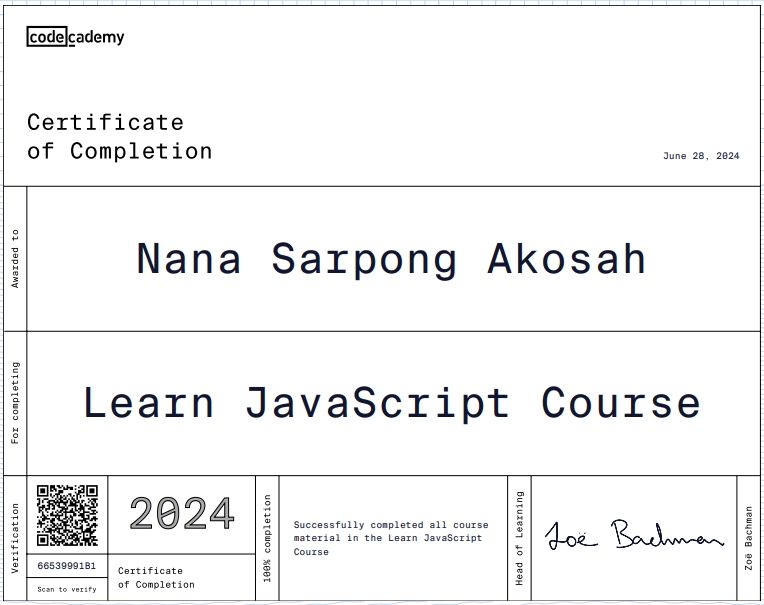 codecademy
Certificate
of Completion
June 28, 2024
Awarded to
Nana Sarpong Akosah
For completing
Learn JavaScript Course
Verification
66539991B1
Scan to verify
2024
Certificate
of Completion
100% completion
Successfully completed all course
material in the Learn JavaScript
Course
Head of Learning
Zoë Bachman
Zoë Bachman